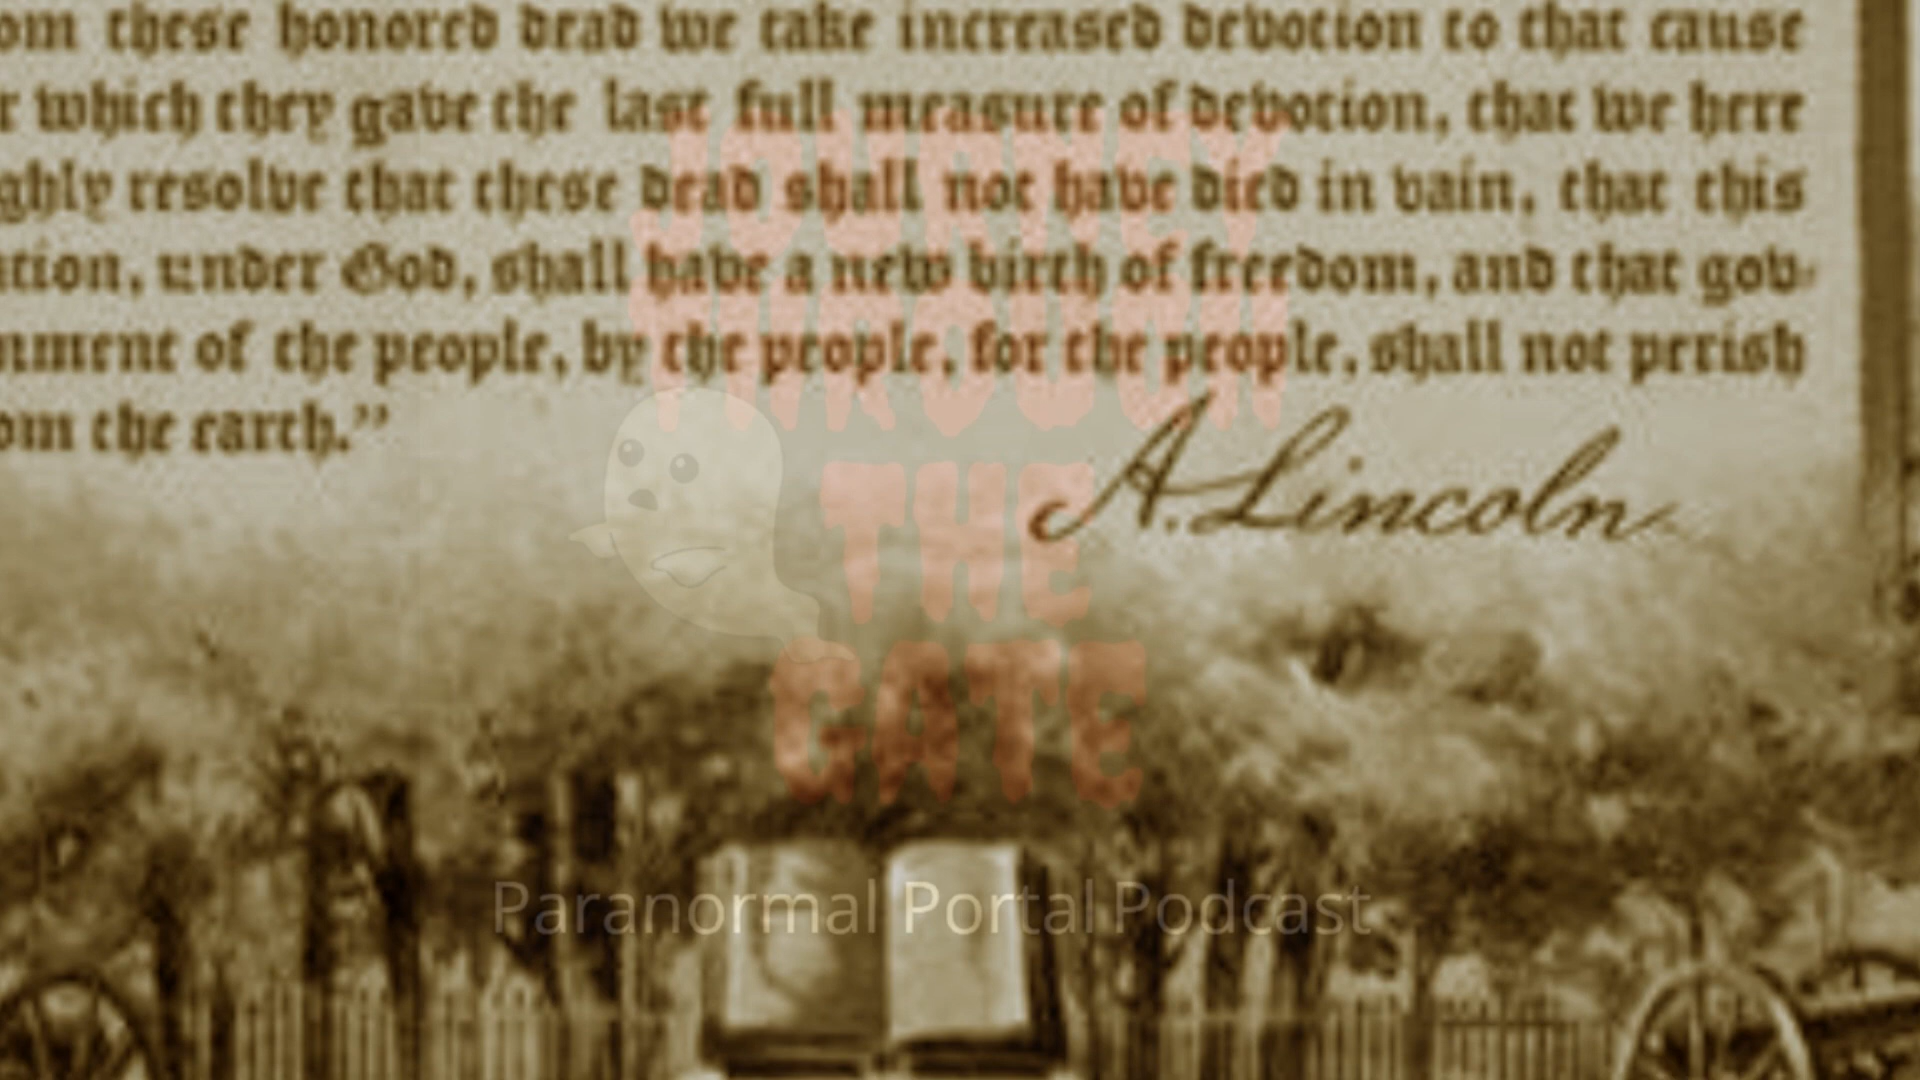 om these honored dead we take increased devotion to that cause
r which they gave the last full measure of devotion, that we here
ghly resolve that these dead shall not have died in vain, that this
ation, under God, shall have a new birth of freedom, and that gov-
nment of the people, by the people, for the people, shall not perish
om the earth."
A. Lincoln.
JOURNEY
THROUGH
THE
GATE
Paranormal Portal Podcast